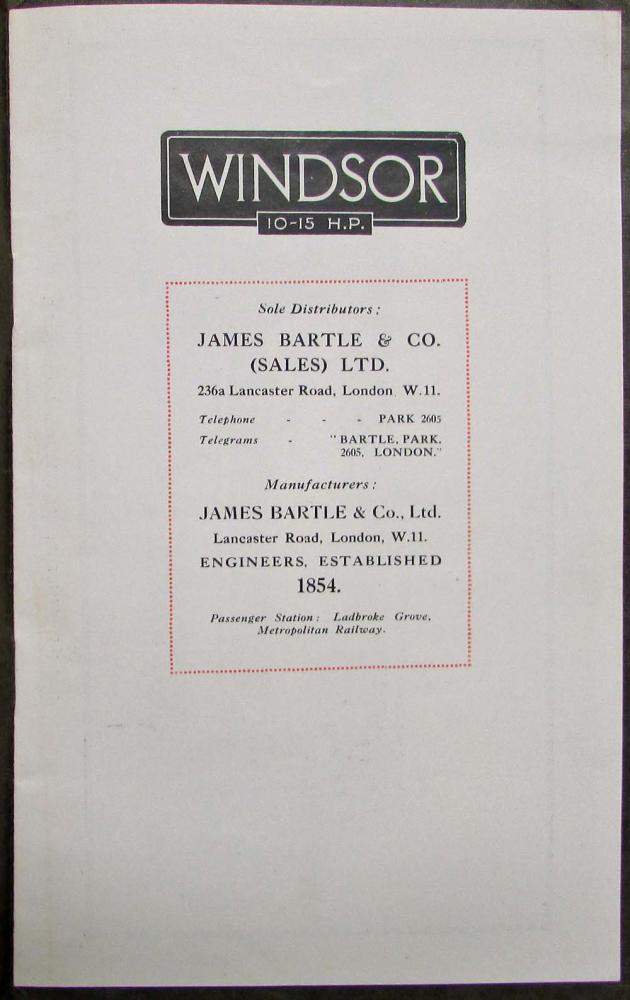 WINDSOR
10-15 H.P.
Sole Distributors:
JAMES BARTLE & CO.
(SALES) LTD.
236a Lancaster Road, London W.11.
Telephone - - - PARK 2605
Telegrams - "BARTLE, PARK,
2605, LONDON."
Manufacturers:
JAMES BARTLE & Co., Ltd.
Lancaster Road, London, W.11.
ENGINEERS, ESTABLISHED
1854.
Passenger Station: Ladbroke Grove,
Metropolitan Railway.